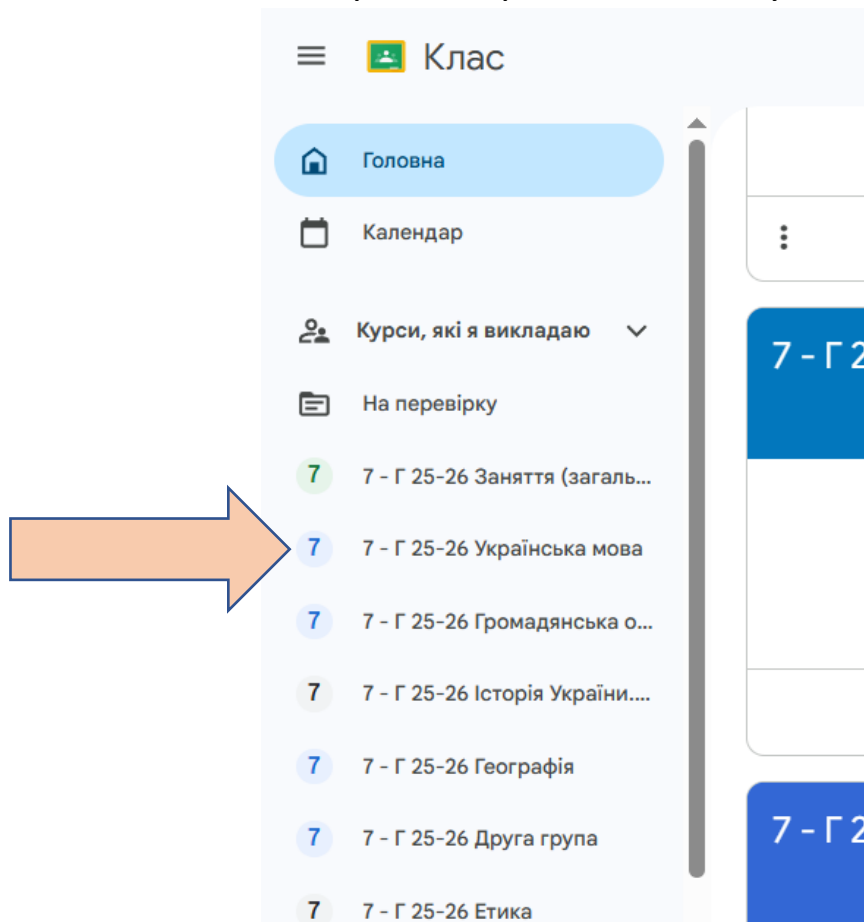 Клас
Головна
Календар
Курси, які я викладаю
На перевірку
7 7 - Г 25-26 Заняття (загаль...
7 7 - Г 25-26 Українська мова
7 7 - Г 25-26 Громадянська о...
7 7 - Г 25-26 Історія України....
7 7 - Г 25-26 Географія
7 7 - Г 25-26 Друга група
7 7 - Г 25-26 Етика
7 - Г 2
7 - Г 2